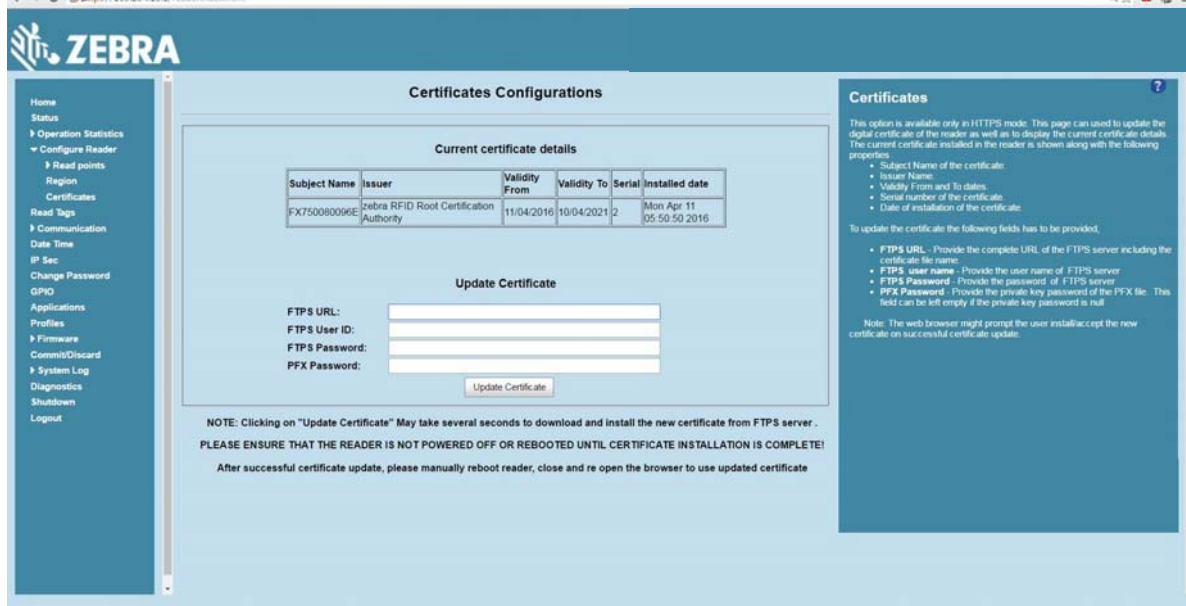 ZEBRA
Home
Status
Operation Statistics
Configure Reader
Read points
Region
Certificates
Read Tags
Communication
Date Time
IP Sec
Change Password
GPIO
Applications
Profiles
Firmware
Commit/Discard
System Log
Diagnostics
Shutdown
Logout
Certificates Configurations
Current certificate details
Subject Name Issuer Validity From Validity To Serial Installed date
FX750080096E zebra RFID Root Certification Authority 11/04/2016 10/04/2021 2 Mon Apr 11 05:50:50 2016
Update Certificate
FTPS URL:
FTPS User ID:
FTPS Password:
PFX Password:
Update Certificate
NOTE: Clicking on "Update Certificate" May take several seconds to download and install the new certificate from FTPS server .
PLEASE ENSURE THAT THE READER IS NOT POWERED OFF OR REBOOTED UNTIL CERTIFICATE INSTALLATION IS COMPLETE!
After successful certificate update, please manually reboot reader, close and re open the browser to use updated certificate
?
Certificates
This option is available only in HTTPS mode. This page can used to update the
digital certificate of the reader as well as to display the current certificate details.
The current certificate installed in the reader is shown along with the following
properties
Subject Name of the certificate.
Issuer Name.
Validity From and To dates.
Serial number of the certificate.
Date of installation of the certificate.
To update the certificate the following fields has to be provided,
FTPS URL - Provide the complete URL of the FTPS server including the
certificate file name.
FTPS user name - Provide the user name of FTPS server
FTPS Password - Provide the password of FTPS server
PFX Password - Provide the private key password of the PFX file. This
field can be left empty if the private key password is null
Note: The web browser might prompt the user install/accept the new
certificate on successful certificate update.